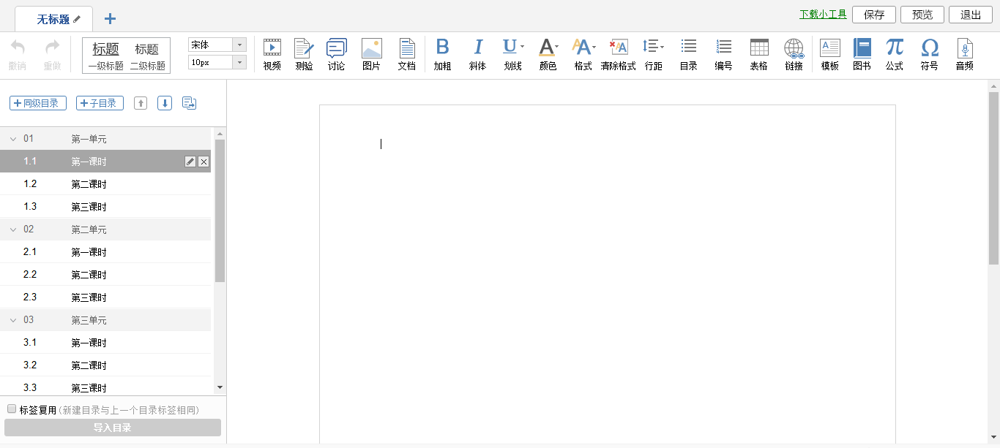 无标题
下载小工具 保存 预览 退出
标题 标题
宋体
10px
撤销 重做 一级标题 二级标题 视频 测验 讨论 图片 文档 加粗 斜体 划线 颜色 格式 清除格式 行距 目录 编号 表格 链接 模板 图书 公式 符号 音频
同级目录 子目录
01 第一单元
1.1 第一课时
1.2 第二课时
1.3 第三课时
02 第二单元
2.1 第一课时
2.2 第二课时
2.3 第三课时
03 第三单元
3.1 第一课时
3.2 第二课时
3.3 第三课时
标签复用(新建目录与上一个目录标签相同)
导入目录